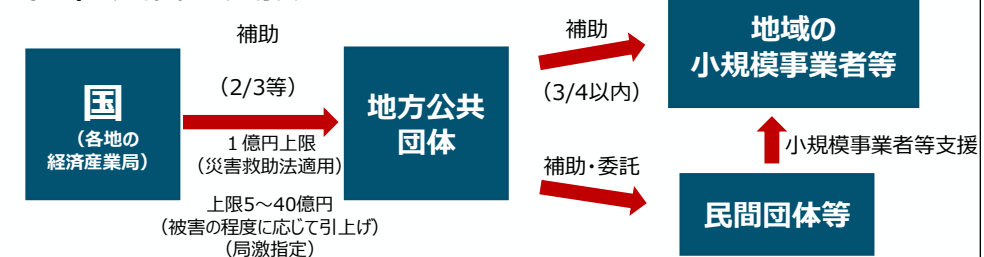 補助
（2/3等）
国
（各地の
経済産業局）
１億円上限
（災害救助法適用）
上限5～40億円
（被害の程度に応じて引上げ）
（局激指定）
地方公共
団体
補助
（3/4以内）
補助・委託
地域の
小規模事業者等
小規模事業者等支援
民間団体等